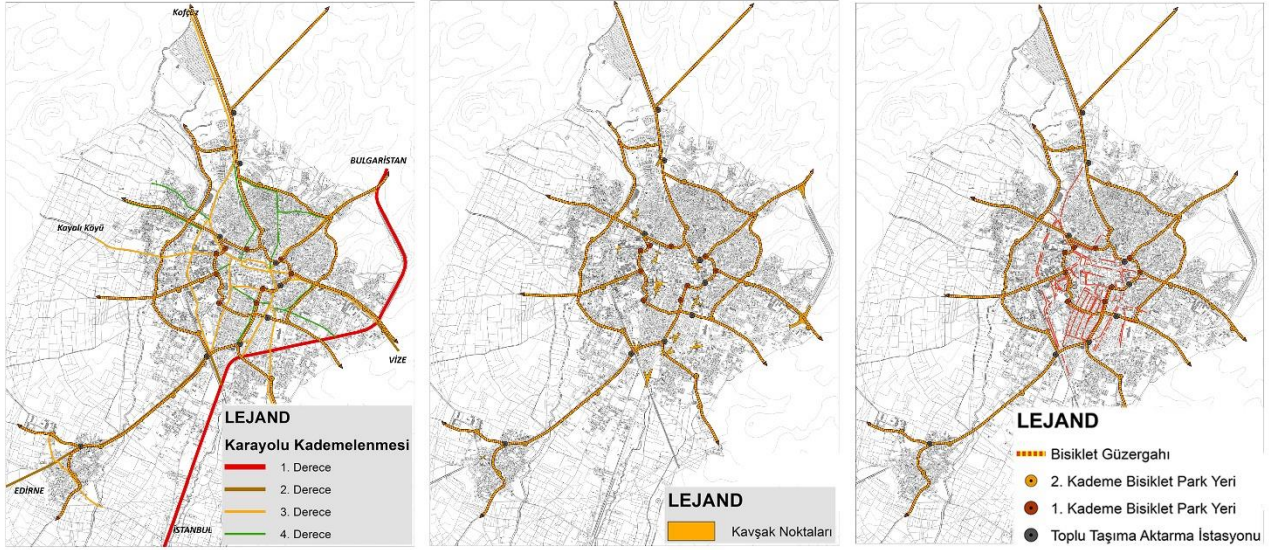 Kofçaz
BULGARİSTAN
Kayalı Köyü
VİZE
EDİRNE
İSTANBUL
LEJAND
Karayolu Kademelenmesi
1. Derece
2. Derece
3. Derece
4. Derece
LEJAND
Kavşak Noktaları
LEJAND
Bisiklet Güzergahı
2. Kademe Bisiklet Park Yeri
1. Kademe Bisiklet Park Yeri
Toplu Taşıma Aktarma İstasyonu